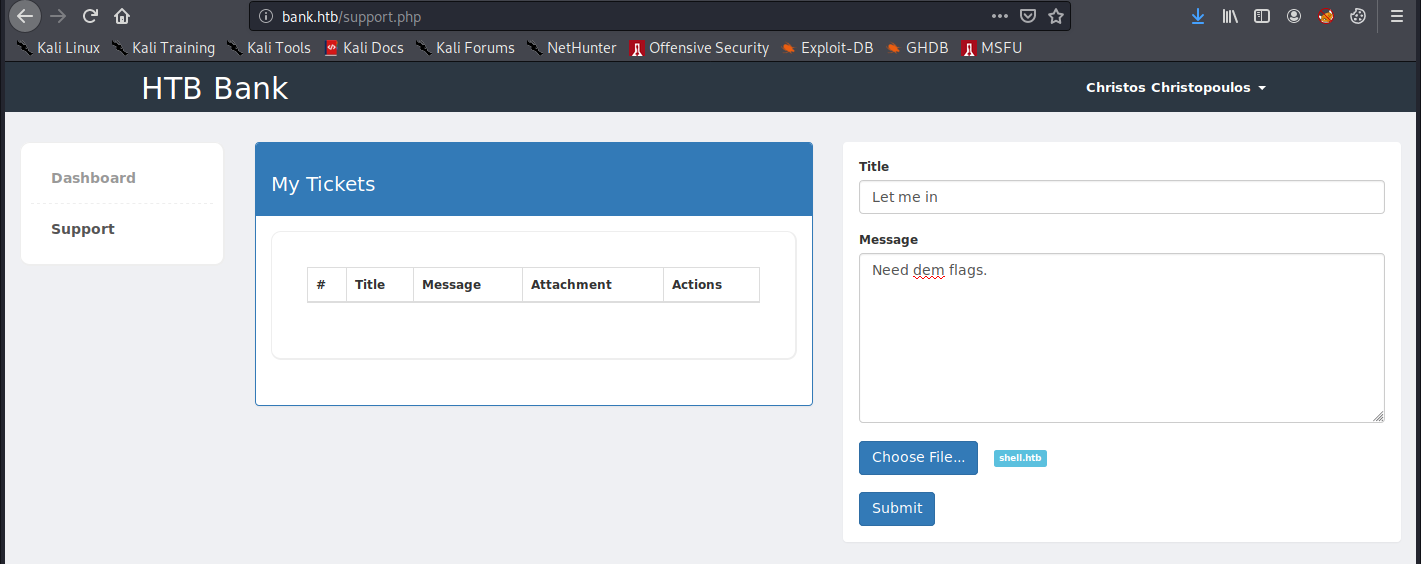 bank.htb/support.php
Kali Linux Kali Training Kali Tools Kali Docs Kali Forums NetHunter Offensive Security Exploit-DB GHDB MSFU
HTB Bank
Christos Christopoulos
Dashboard
Support
My Tickets
# Title Message Attachment Actions
Title
Let me in
Message
Need dem flags.
Choose File... shell.htb
Submit